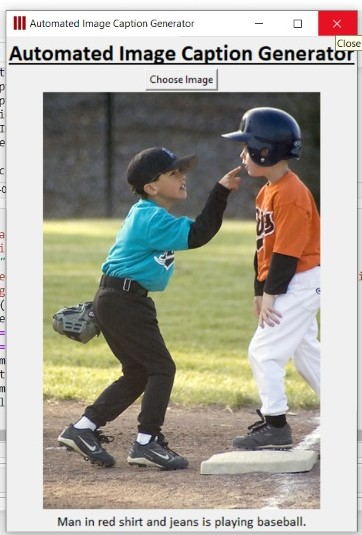 Automated Image Caption Generator
Close
Automated Image Caption Generator
Choose Image
Man in red shirt and jeans is playing baseball.